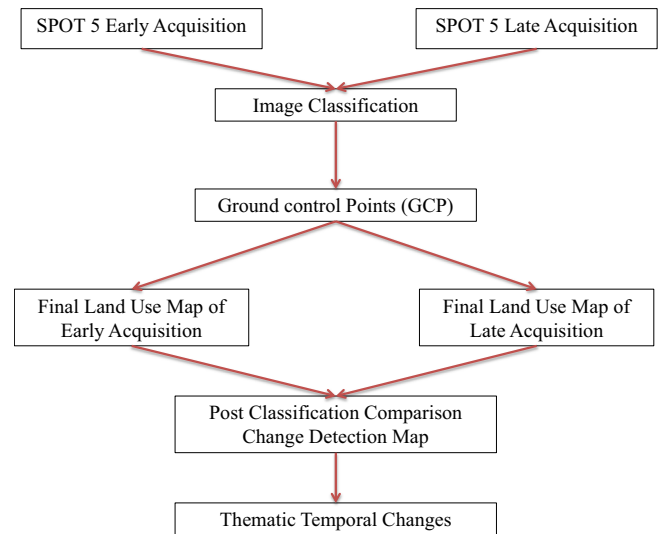 SPOT 5 Early Acquisition
SPOT 5 Late Acquisition
Image Classification
Ground control Points (GCP)
Final Land Use Map of
Early Acquisition
Final Land Use Map of
Late Acquisition
Post Classification Comparison
Change Detection Map
Thematic Temporal Changes